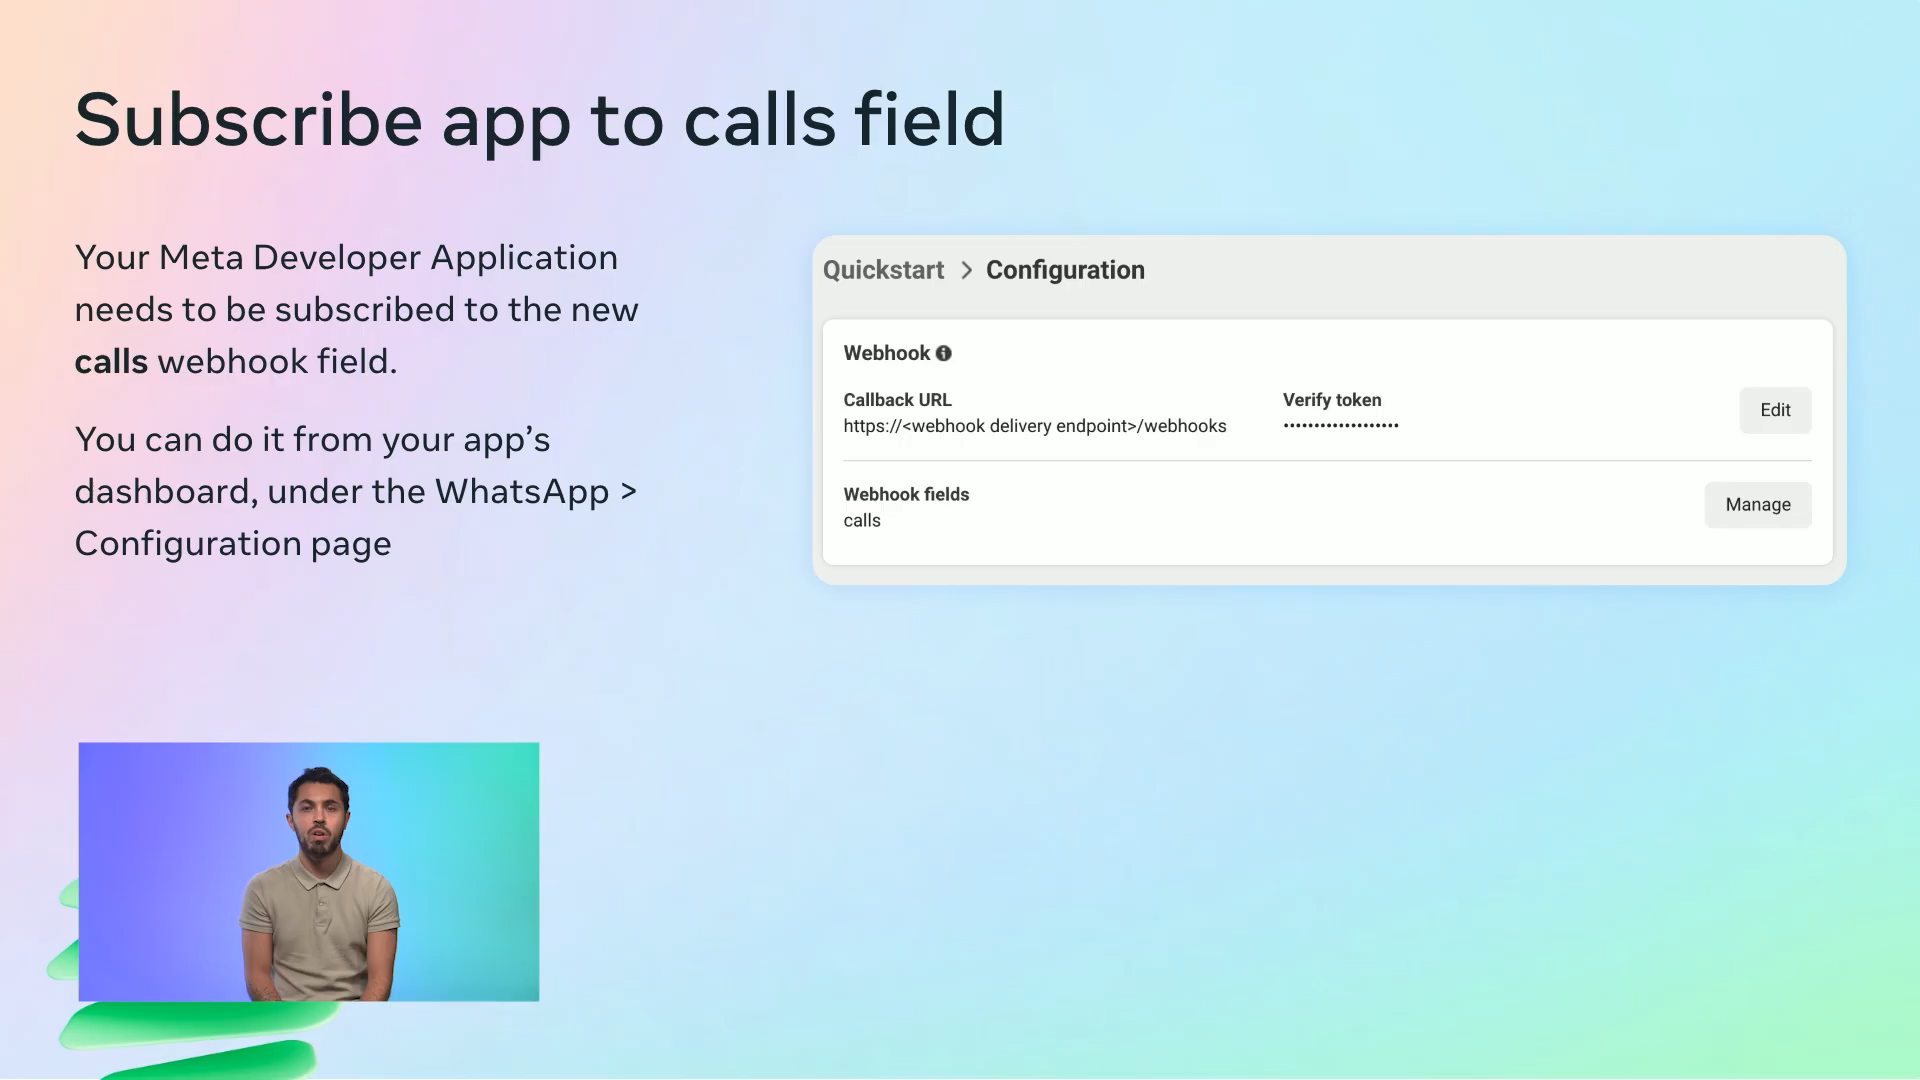 Subscribe app to calls field
Your Meta Developer Application
needs to be subscribed to the new
calls webhook field.
You can do it from your app’s
dashboard, under the WhatsApp >
Configuration page
Quickstart > Configuration
Webhook
Callback URL
https://<webhook delivery endpoint>/webhooks
Verify token
•••••••••••••••••••
Edit
Webhook fields
calls
Manage